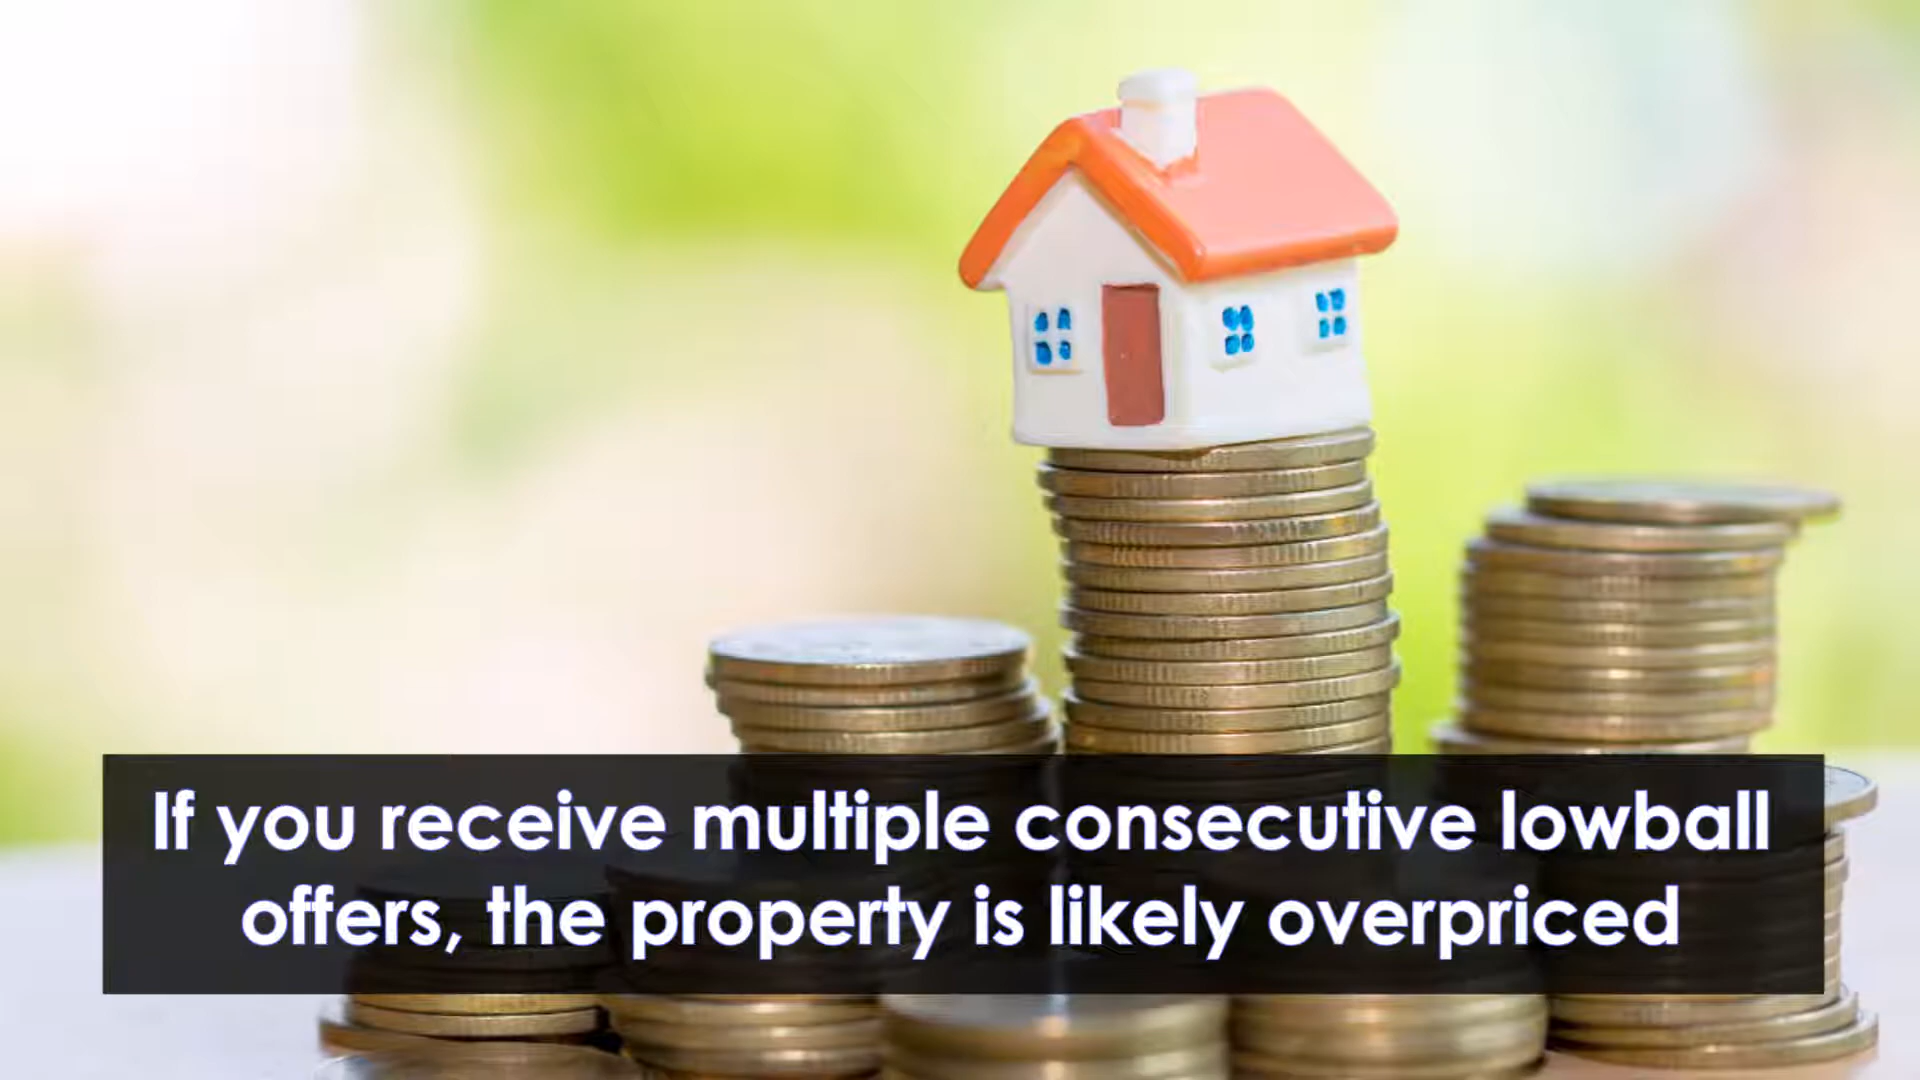 If you receive multiple consecutive lowball
offers, the property is likely overpriced